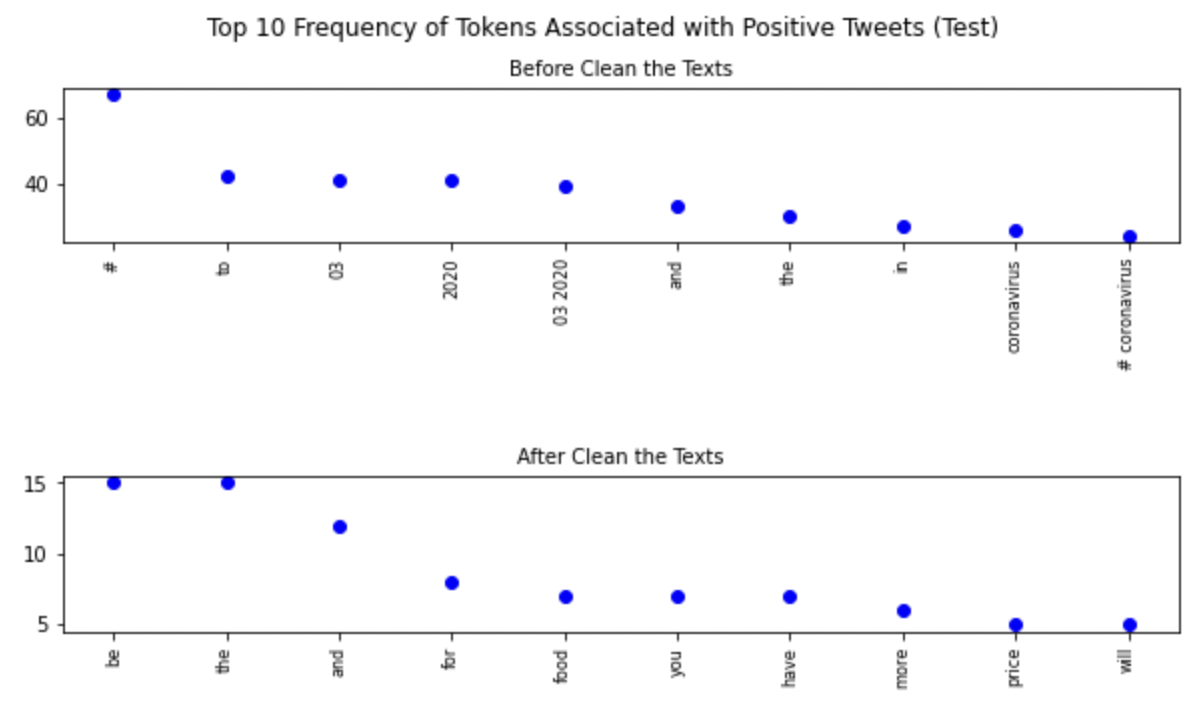 Top 10 Frequency of Tokens Associated with Positive Tweets (Test)
Before Clean the Texts
60
40
#
to
03
2020
03 2020
and
the
in
coronavirus
# coronavirus
After Clean the Texts
15
10
5
be
the
and
for
food
you
have
more
price
will